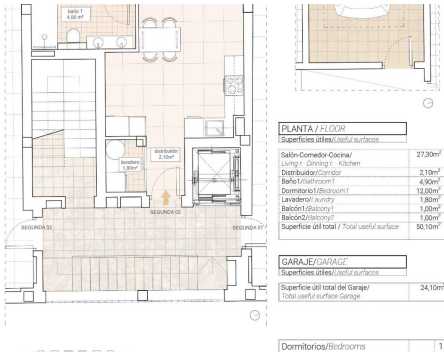 baño 1
4,90 m²
distribuidor
2,10m²
lavadero
1,80m²
SEGUNDA 02
SEGUNDA 03
SEGUNDA 01
PLANTA / FLOOR
Superficies útiles/Useful surfaces
Salón-Comedor-Cocina/ 27,30m²
Living r. Dinning r. Kitchen
Distribuidor/Corridor 2,10m²
Baño1/Bathroom1 4,90m²
Dormitorio1/Bedroom1 12,00m²
Lavadero/Laundry 1,80m²
Balcón1/Balcony1 1,00m²
Balcón2/Balcony2 1,00m²
Superficie útil total / Total useful surface 50,10m²
GARAJE/GARAGE
Superficies útiles/Useful surfaces
Superficie útil total del Garaje/ 24,10m²
Total useful surface Garage
Dormitorios/Bedrooms 1